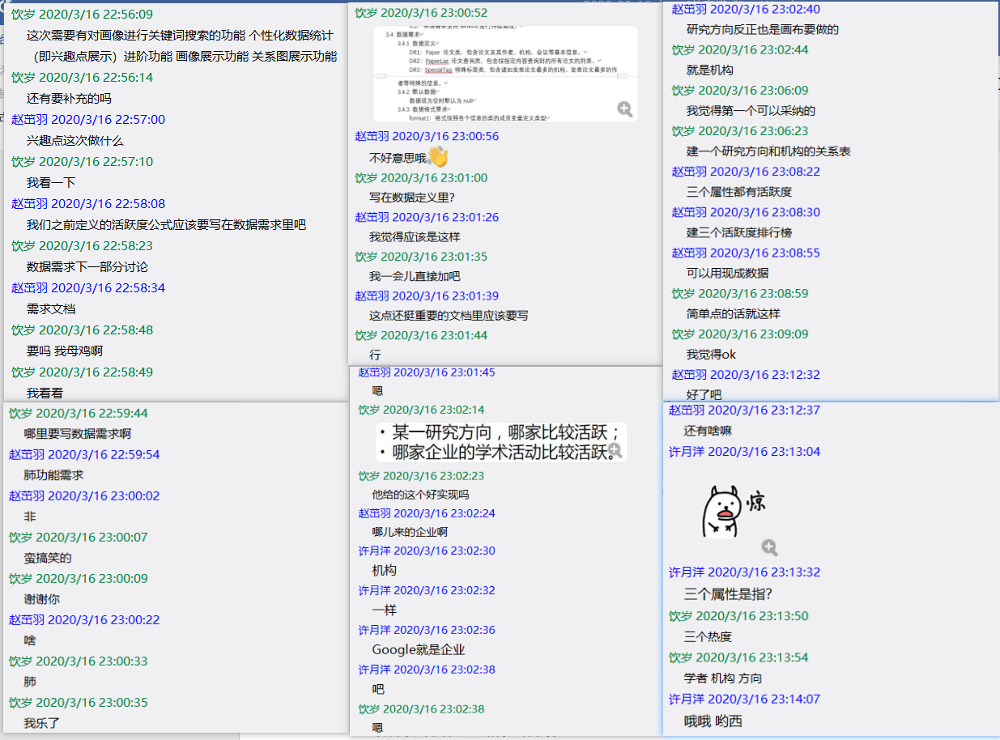 饮岁 2020/3/16 22:56:09
这次需要有对画像进行关键词搜索的功能 个性化数据统计
（即兴趣点展示）进阶功能 画像展示功能 关系图展示功能
饮岁 2020/3/16 22:56:14
还有要补充的吗
赵茁羽 2020/3/16 22:57:00
兴趣点这次做什么
饮岁 2020/3/16 22:57:10
我看一下
赵茁羽 2020/3/16 22:58:08
我们之前定义的活跃度公式应该要写在数据需求里吧
饮岁 2020/3/16 22:58:23
数据需求下一部分讨论
赵茁羽 2020/3/16 22:58:34
需求文档
饮岁 2020/3/16 22:58:48
要吗 我母鸡啊
饮岁 2020/3/16 22:58:49
我看看
饮岁 2020/3/16 22:59:44
哪里要写数据需求啊
赵茁羽 2020/3/16 22:59:54
肺功能需求
赵茁羽 2020/3/16 23:00:02
非
饮岁 2020/3/16 23:00:07
蛮搞笑的
饮岁 2020/3/16 23:00:09
谢谢你
赵茁羽 2020/3/16 23:00:22
啥
饮岁 2020/3/16 23:00:33
肺
饮岁 2020/3/16 23:00:35
我乐了
饮岁 2020/3/16 23:00:52
3.4 数据需求
3.4.1 数据定义
DR1：Paper 论文类，包含论文及其作者、机构、会议等基本信息。
DR2：PaperList 论文查询类，包含按指定内容查询到的所有论文的列表。
DR3：SpecialTag 特殊标签类，包含诸如发表论文最多的机构、发表论文最多的作
者等特殊的信息。
3.4.2 默认数据
数据项为空时默认为 null
3.4.3 数据格式要求
format1：格式按照各个信息的类的成员变量定义类型
赵茁羽 2020/3/16 23:00:56
不好意思哦
饮岁 2020/3/16 23:01:00
写在数据定义里?
赵茁羽 2020/3/16 23:01:26
我觉得应该是这样
饮岁 2020/3/16 23:01:35
我一会儿直接加吧
赵茁羽 2020/3/16 23:01:39
这点还挺重要的文档里应该要写
饮岁 2020/3/16 23:01:44
行
赵茁羽 2020/3/16 23:01:45
嗯
饮岁 2020/3/16 23:02:14
• 某一研究方向，哪家比较活跃；
• 哪家企业的学术活动比较活跃。
饮岁 2020/3/16 23:02:23
他给的这个好实现吗
赵茁羽 2020/3/16 23:02:24
哪儿来的企业啊
许月洋 2020/3/16 23:02:30
机构
许月洋 2020/3/16 23:02:32
一样
许月洋 2020/3/16 23:02:36
Google就是企业
许月洋 2020/3/16 23:02:38
吧
饮岁 2020/3/16 23:02:38
嗯
赵茁羽 2020/3/16 23:02:40
研究方向反正也是画布要做的
饮岁 2020/3/16 23:02:44
就是机构
饮岁 2020/3/16 23:06:09
我觉得第一个可以采纳的
饮岁 2020/3/16 23:06:23
建一个研究方向和机构的关系表
赵茁羽 2020/3/16 23:08:22
三个属性都有活跃度
赵茁羽 2020/3/16 23:08:30
建三个活跃度排行榜
赵茁羽 2020/3/16 23:08:55
可以用现成数据
饮岁 2020/3/16 23:08:59
简单点的话就这样
饮岁 2020/3/16 23:09:09
我觉得ok
赵茁羽 2020/3/16 23:12:32
好了吧
赵茁羽 2020/3/16 23:12:37
还有啥嘛
许月洋 2020/3/16 23:13:04
惊
许月洋 2020/3/16 23:13:32
三个属性是指?
饮岁 2020/3/16 23:13:50
三个热度
饮岁 2020/3/16 23:13:54
学者 机构 方向
许月洋 2020/3/16 23:14:07
哦哦 哟西